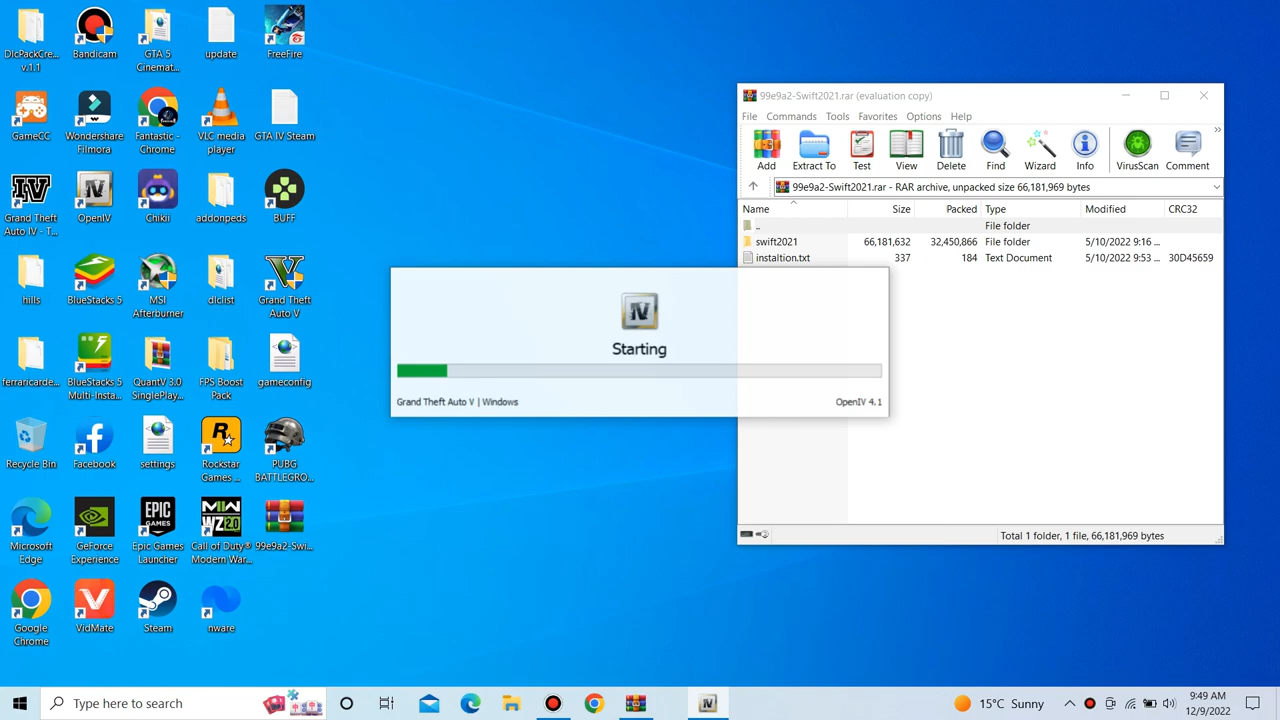 DlcPackCre...
v.1.1
Bandicam
GTA 5
Cinemat...
update
FreeFire
GameCC
Wondershare
Filmora
Fantastic -
Chrome
VLC media
player
GTA IV Steam
Grand Theft
Auto IV - T...
OpenIV
Chikii
addonpeds
BUFF
hills
BlueStacks 5
MSI
Afterburner
dlclist
Grand Theft
Auto V
ferraricarde...
BlueStacks 5
Multi-Insta...
QuantV 3.0
SinglePlay...
FPS Boost
Pack
gameconfig
Recycle Bin
Facebook
settings
Rockstar
Games ...
PUBG
BATTLEGRO...
Microsoft
Edge
GeForce
Experience
Epic Games
Launcher
Call of Duty®
Modern War...
99e9a2-Swi...
Google
Chrome
VidMate
Steam
nware
99e9a2-Swift2021.rar (evaluation copy)
File Commands Tools Favorites Options Help
Add Extract To Test View Delete Find Wizard Info VirusScan Comment
99e9a2-Swift2021.rar - RAR archive, unpacked size 66,181,969 bytes
Name Size Packed Type Modified CRC32
.. File folder
swift2021 66,181,632 32,450,866 File folder 5/10/2022 9:16 ...
instaltion.txt 337 184 Text Document 5/10/2022 9:53 ... 30D45659
Total 1 folder, 1 file, 66,181,969 bytes
IV
Starting
Grand Theft Auto V | Windows OpenIV 4.1
Type here to search
15°C Sunny
9:49 AM
12/9/2022